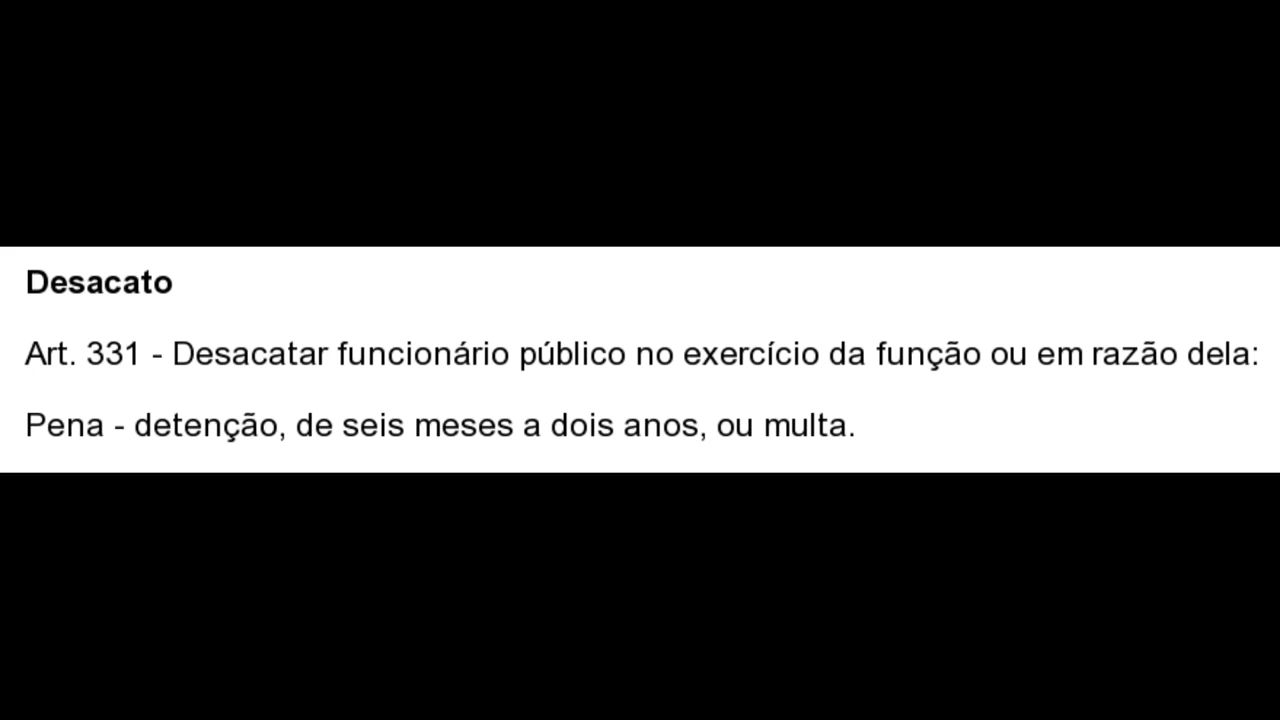 Desacato
Art. 331 - Desacatar funcionário público no exercício da função ou em razão dela:
Pena - detenção, de seis meses a dois anos, ou multa.